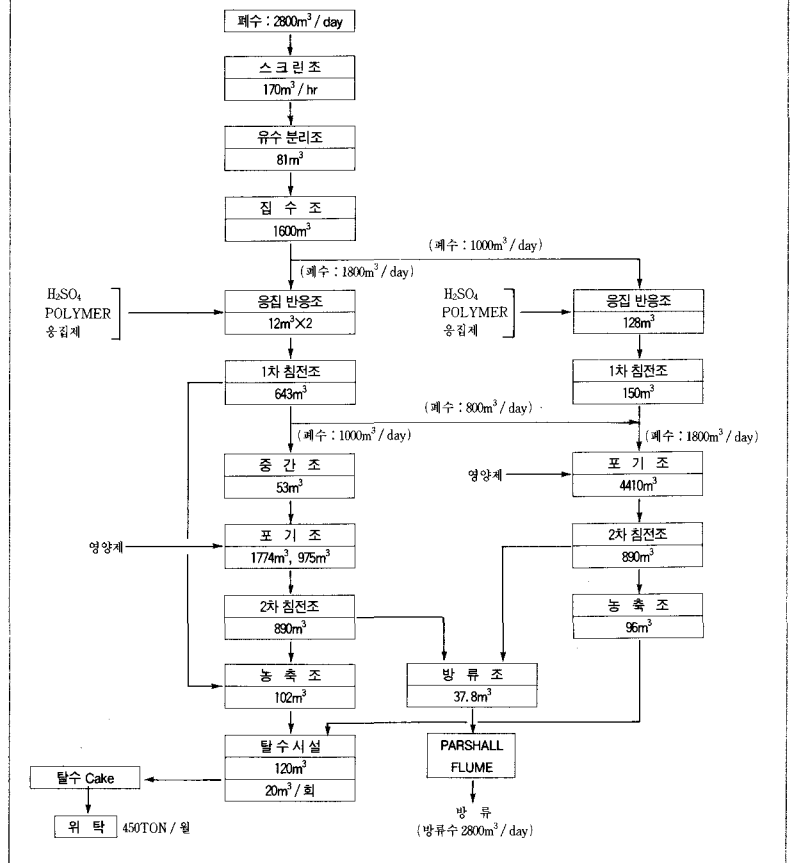 폐수 : 2800m³ / day
스 크 린 조
170m³ / hr
유수 분리조
81m³
집 수 조
1600m³
(폐수 : 1000m³ / day)
(폐수 : 1800m³ / day)
H₂SO₄
POLYMER
응집제
응집 반응조
12m³×2
H₂SO₄
POLYMER
응집제
응집 반응조
128m³
1차 침전조
643m³
1차 침전조
150m³
(폐수 : 800m³ / day)
(폐수 : 1000m³ / day)
(폐수 : 1800m³ / day)
중 간 조
53m³
영양제
포 기 조
4410m³
영양제
포 기 조
1774m³, 975m³
2차 침전조
890m³
2차 침전조
890m³
농 축 조
96m³
농 축 조
102m³
방 류 조
37.8m³
탈 수 시 설
120m³
20m³ / 회
PARSHALL
FLUME
탈수 Cake
위 탁 450TON / 월
방 류
(방류수 2800m³ / day)